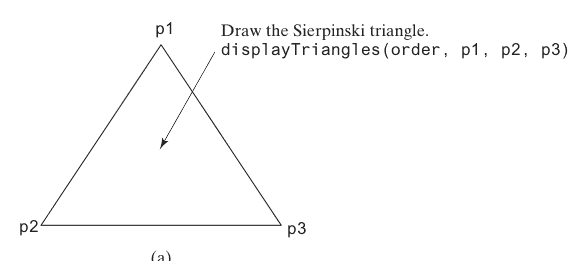 p1
Draw the Sierpinski triangle.
displayTriangles(order, p1, p2, p3)
p2
p3
(a)